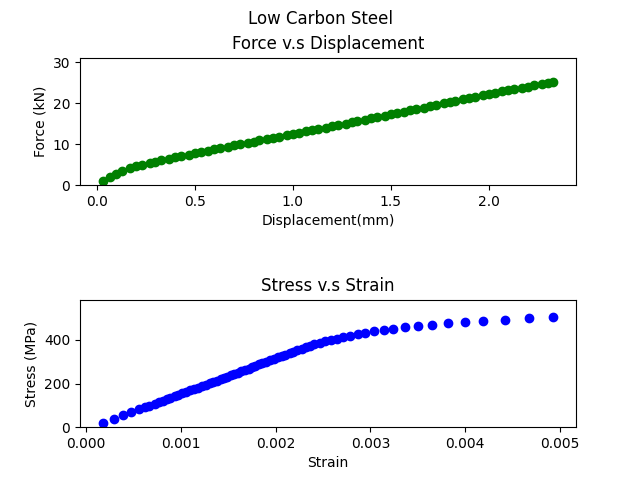 Low Carbon Steel
Force v.s Displacement
30
20
10
0
Force (kN)
0.0 0.5 1.0 1.5 2.0
Displacement(mm)
Stress v.s Strain
400
200
0
Stress (MPa)
0.000 0.001 0.002 0.003 0.004 0.005
Strain